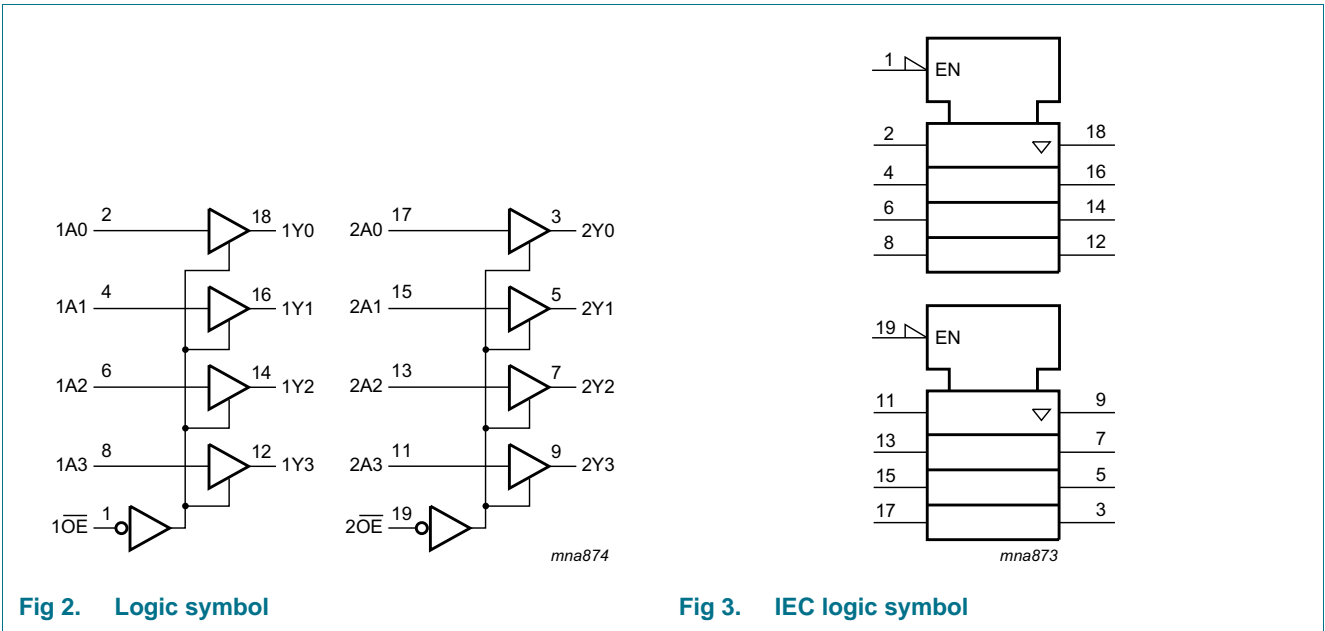 1A0 2 18 1Y0
1A1 4 16 1Y1
1A2 6 14 1Y2
1A3 8 12 1Y3
1OE 1
2A0 17 3 2Y0
2A1 15 5 2Y1
2A2 13 7 2Y2
2A3 11 9 2Y3
2OE 19
mna874
Fig 2. Logic symbol
1 EN
2 18
4 16
6 14
8 12
19 EN
11 9
13 7
15 5
17 3
mna873
Fig 3. IEC logic symbol